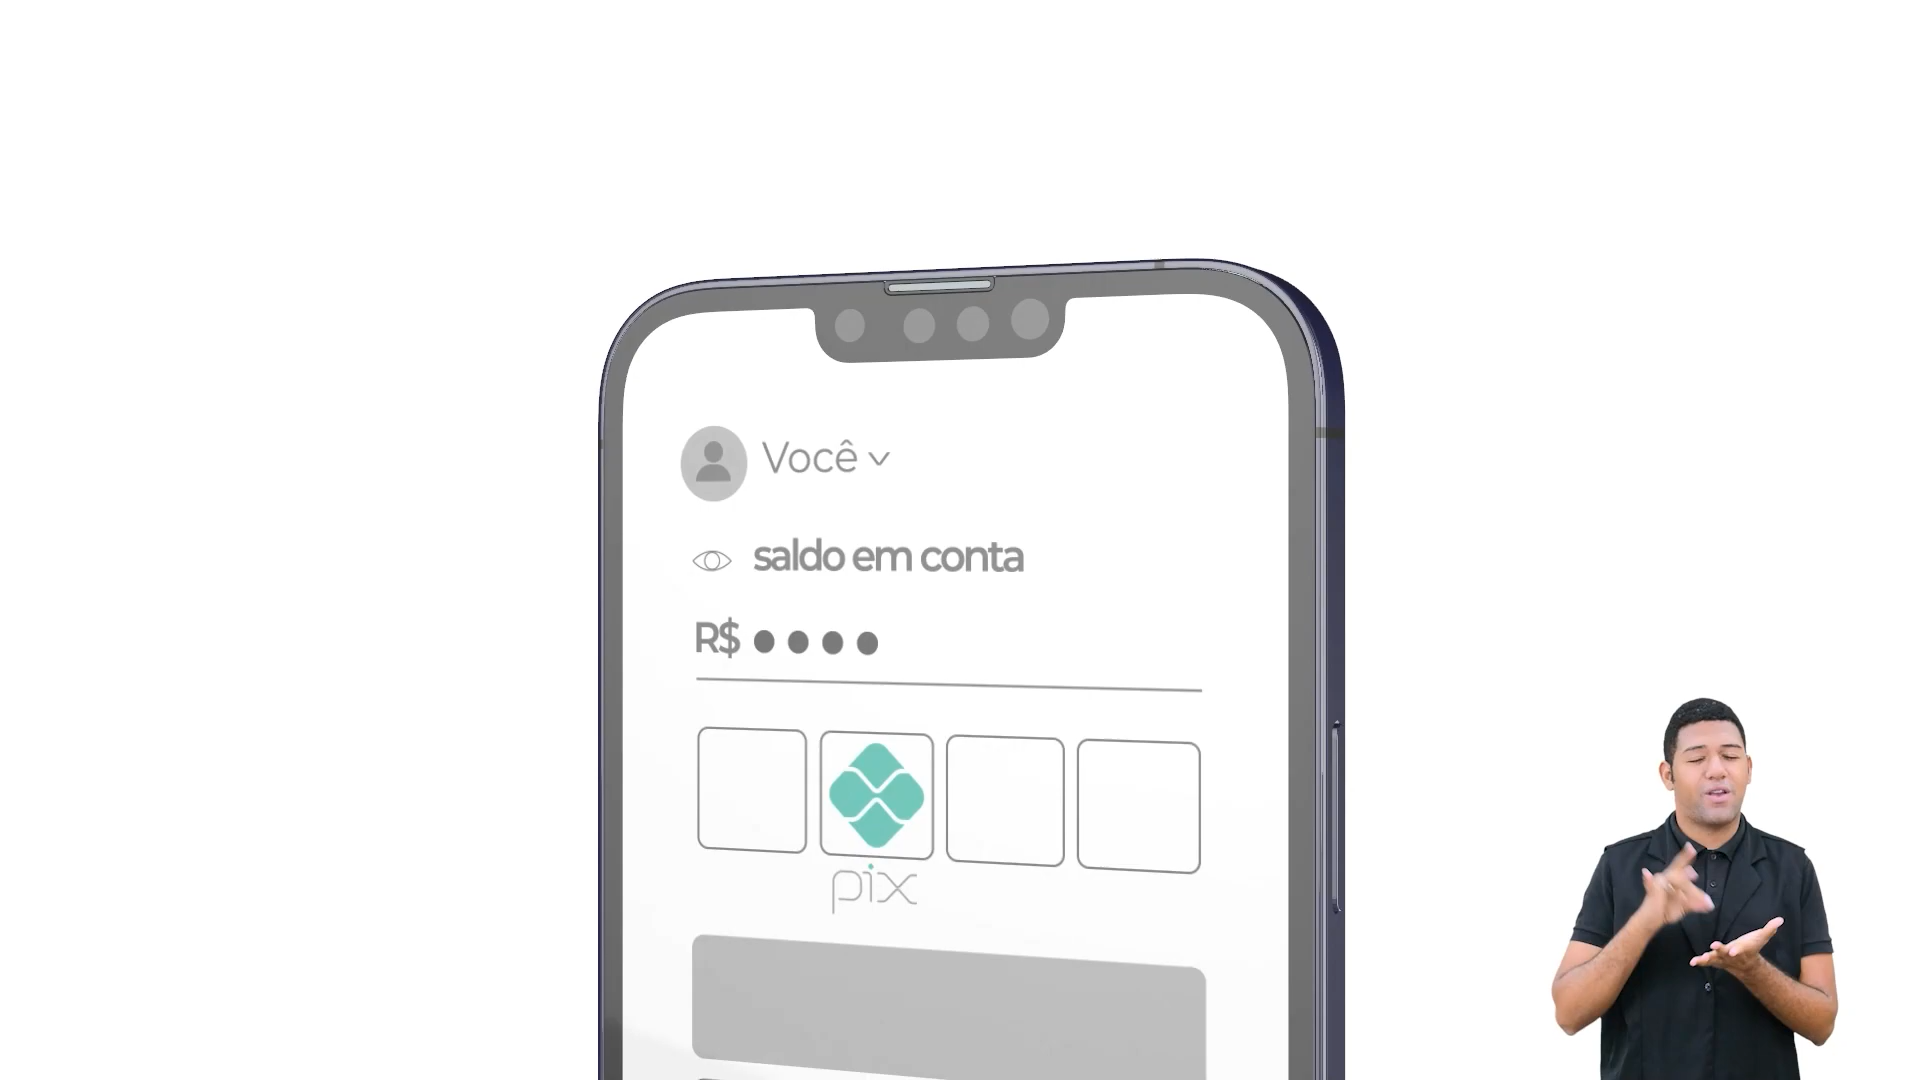 Você
saldo em conta
R$ ● ● ● ●
pix